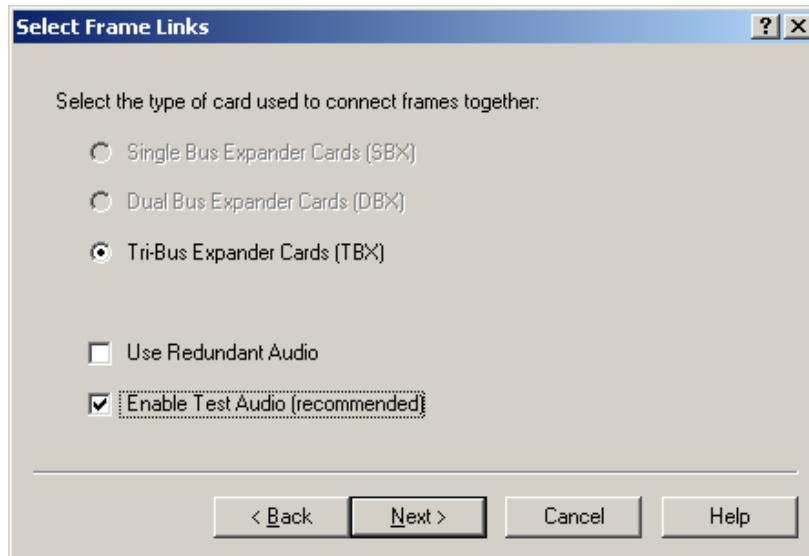 Select Frame Links
? X
Select the type of card used to connect frames together:
Single Bus Expander Cards (SBX)
Dual Bus Expander Cards (DBX)
Tri-Bus Expander Cards (TBX)
Use Redundant Audio
Enable Test Audio (recommended)
< Back Next > Cancel Help